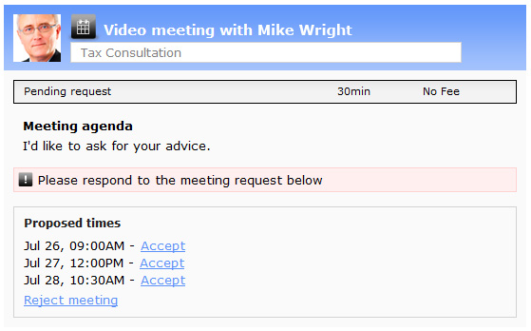 Video meeting with Mike Wright
Tax Consultation
Pending request 30min No Fee
Meeting agenda
I'd like to ask for your advice.
! Please respond to the meeting request below
Proposed times
Jul 26, 09:00AM - Accept
Jul 27, 12:00PM - Accept
Jul 28, 10:30AM - Accept
Reject meeting